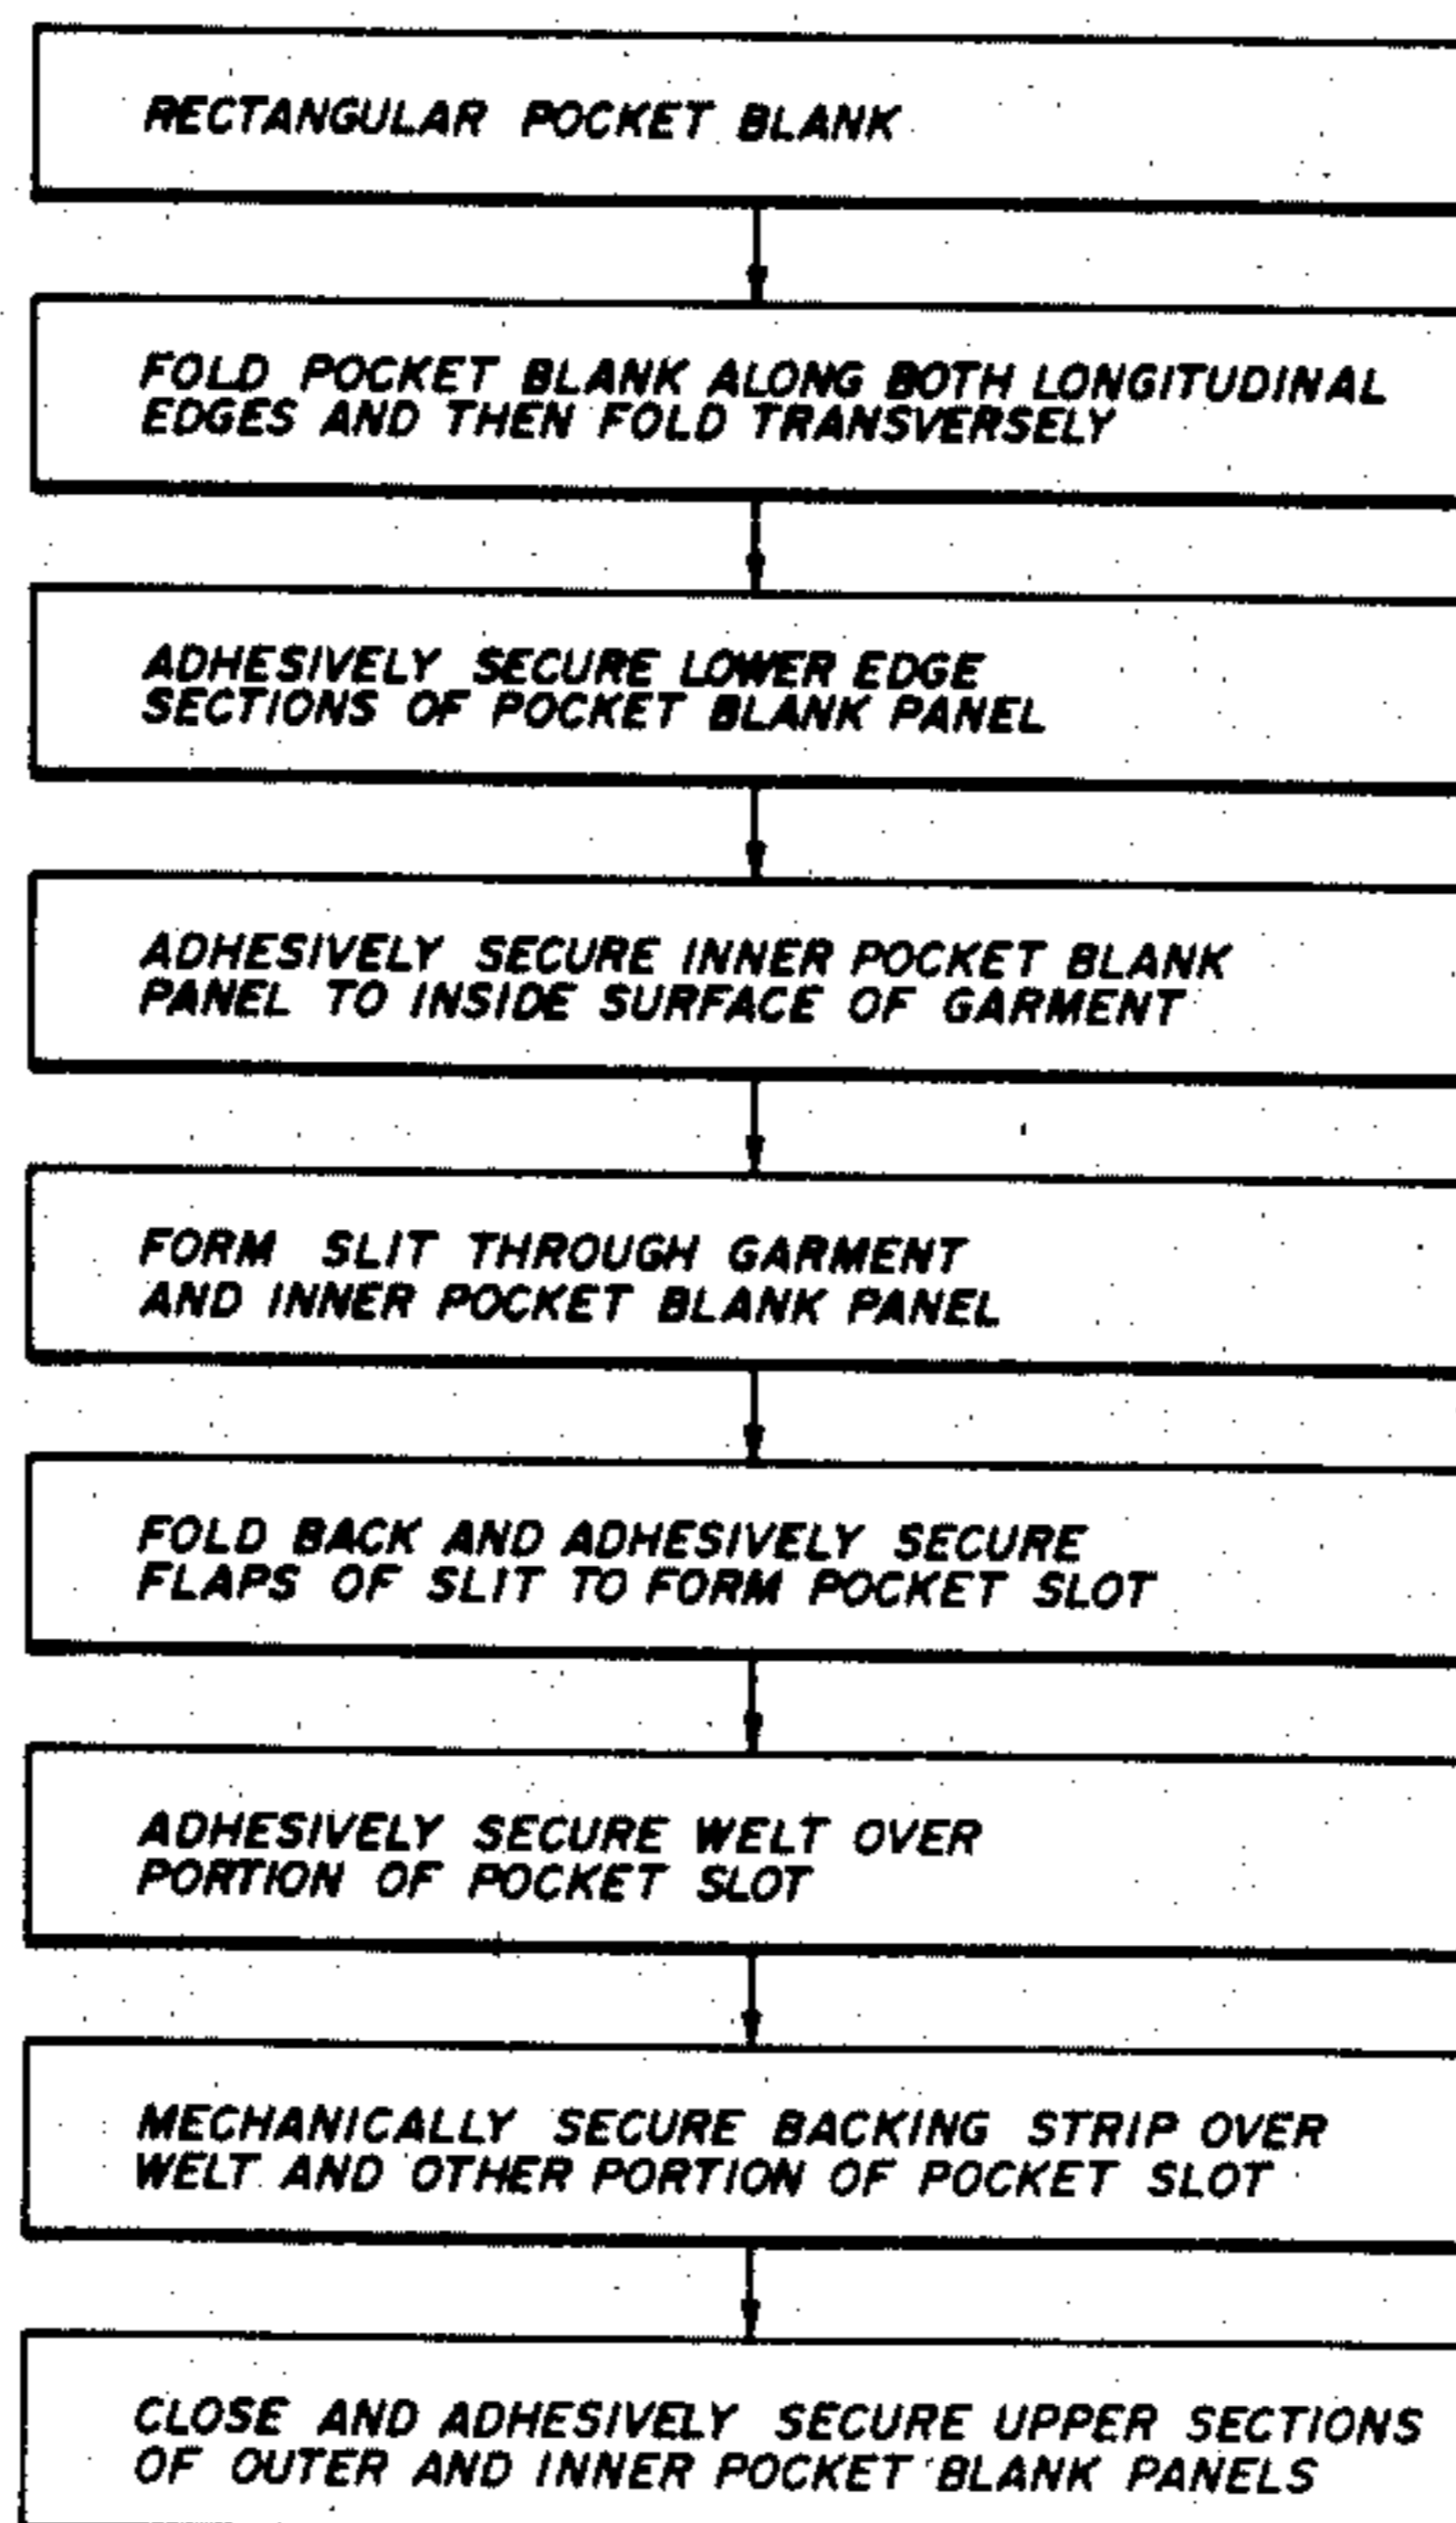 RECTANGULAR POCKET BLANK
FOLD POCKET BLANK ALONG BOTH LONGITUDINAL
EDGES AND THEN FOLD TRANSVERSELY
ADHESIVELY SECURE LOWER EDGE
SECTIONS OF POCKET BLANK PANEL
ADHESIVELY SECURE INNER POCKET BLANK
PANEL TO INSIDE SURFACE OF GARMENT
FORM SLIT THROUGH GARMENT
AND INNER POCKET BLANK PANEL
FOLD BACK AND ADHESIVELY SECURE
FLAPS OF SLIT TO FORM POCKET SLOT
ADHESIVELY SECURE WELT OVER
PORTION OF POCKET SLOT
MECHANICALLY SECURE BACKING STRIP OVER
WELT AND OTHER PORTION OF POCKET SLOT
CLOSE AND ADHESIVELY SECURE UPPER SECTIONS
OF OUTER AND INNER POCKET BLANK PANELS